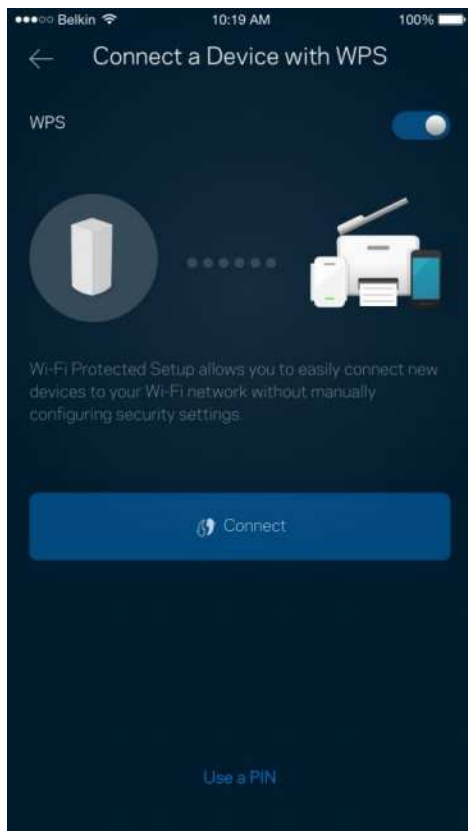 Belkin 10:19 AM 100%
Connect a Device with WPS
WPS
Wi-Fi Protected Setup allows you to easily connect new
devices to your Wi-Fi network without manually
configuring security settings.
Connect
Use a PIN